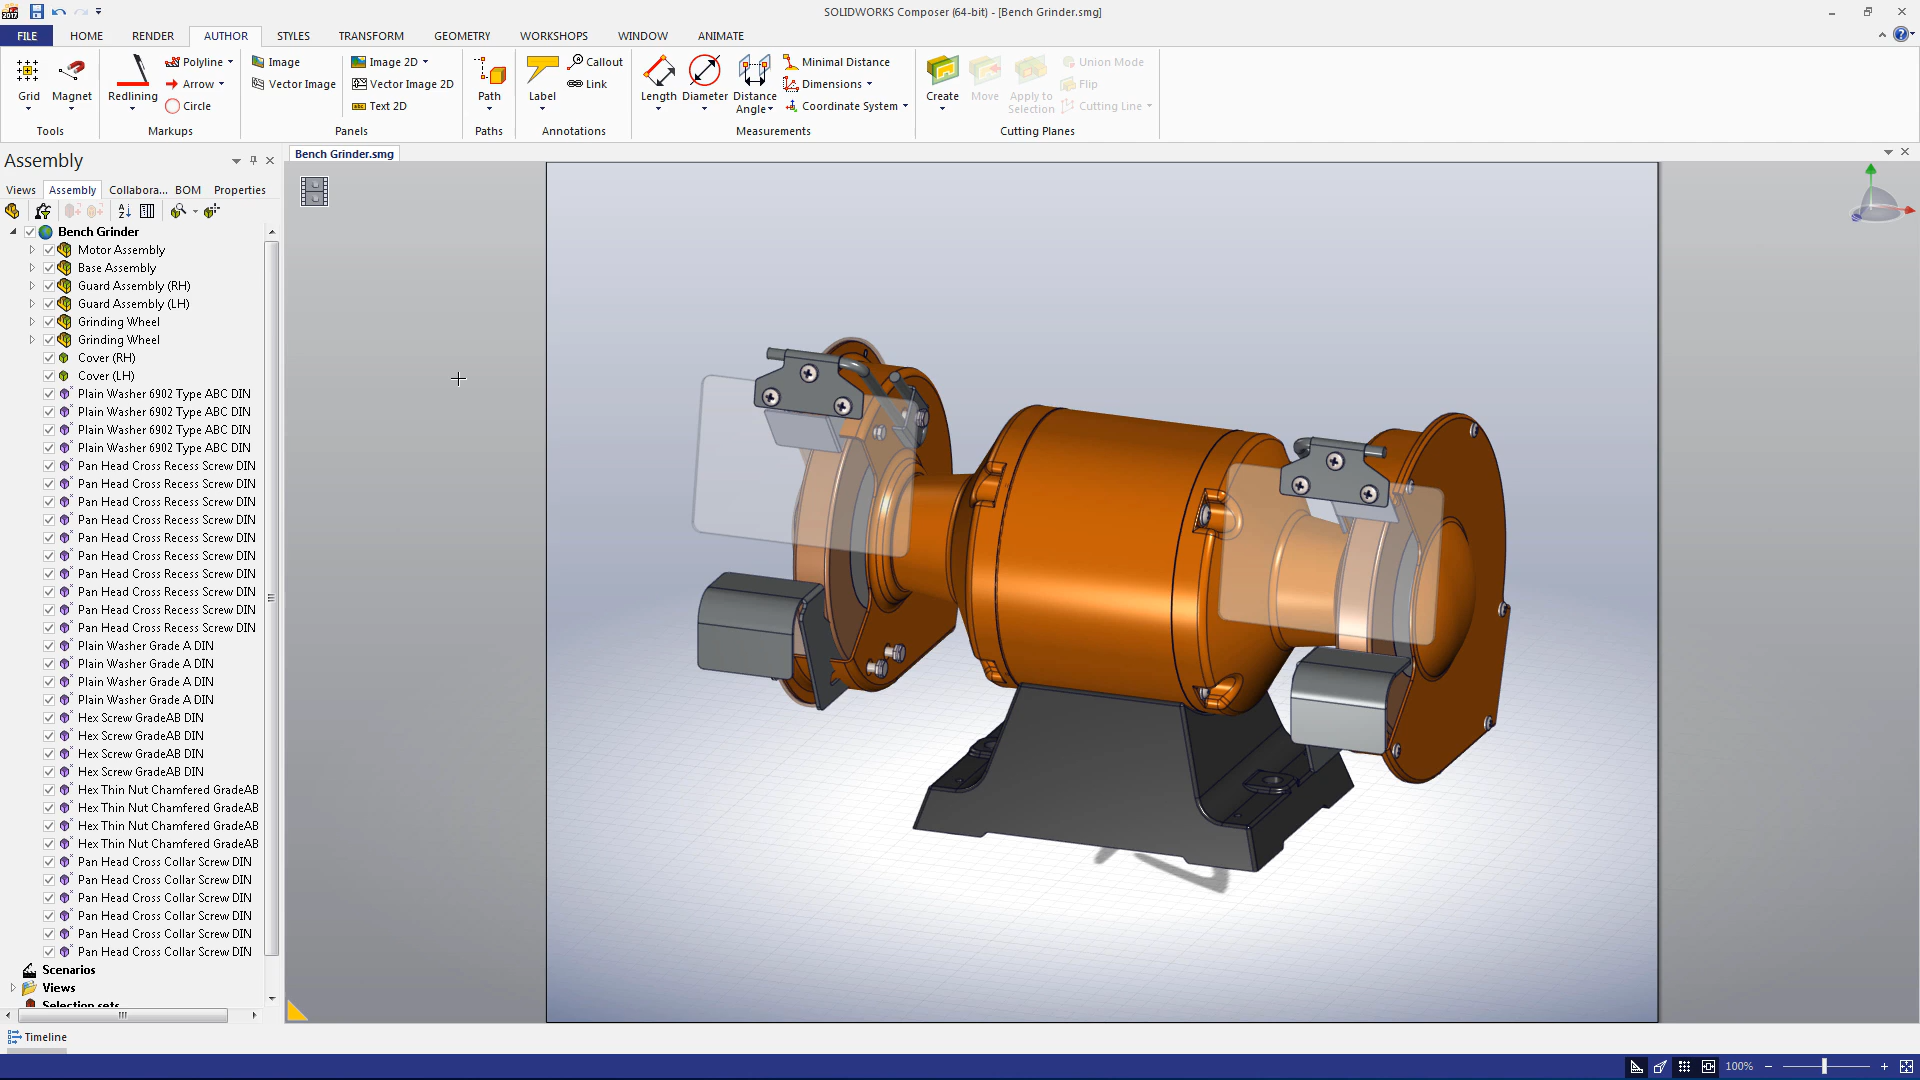 SOLIDWORKS Composer (64-bit) - [Bench Grinder.smg]
FILE HOME RENDER AUTHOR STYLES TRANSFORM GEOMETRY WORKSHOPS WINDOW ANIMATE
Polyline Image Image 2D Callout Minimal Distance Union Mode
Arrow Vector Image Vector Image 2D Link Dimensions Flip
Grid Magnet Redlining Path Label Length Diameter Distance Create Move Apply to
Circle Text 2D Angle Coordinate System Selection Cutting Line
Tools Markups Panels Paths Annotations Measurements Cutting Planes
Assembly
Bench Grinder.smg
Views Assembly Collabora... BOM Properties
Bench Grinder
Motor Assembly
Base Assembly
Guard Assembly (RH)
Guard Assembly (LH)
Grinding Wheel
Grinding Wheel
Cover (RH)
Cover (LH)
Plain Washer 6902 Type ABC DIN
Plain Washer 6902 Type ABC DIN
Plain Washer 6902 Type ABC DIN
Plain Washer 6902 Type ABC DIN
Pan Head Cross Recess Screw DIN
Pan Head Cross Recess Screw DIN
Pan Head Cross Recess Screw DIN
Pan Head Cross Recess Screw DIN
Pan Head Cross Recess Screw DIN
Pan Head Cross Recess Screw DIN
Pan Head Cross Recess Screw DIN
Pan Head Cross Recess Screw DIN
Pan Head Cross Recess Screw DIN
Pan Head Cross Recess Screw DIN
Plain Washer Grade A DIN
Plain Washer Grade A DIN
Plain Washer Grade A DIN
Plain Washer Grade A DIN
Hex Screw GradeAB DIN
Hex Screw GradeAB DIN
Hex Screw GradeAB DIN
Hex Screw GradeAB DIN
Hex Thin Nut Chamfered GradeAB
Hex Thin Nut Chamfered GradeAB
Hex Thin Nut Chamfered GradeAB
Hex Thin Nut Chamfered GradeAB
Pan Head Cross Collar Screw DIN
Pan Head Cross Collar Screw DIN
Pan Head Cross Collar Screw DIN
Pan Head Cross Collar Screw DIN
Pan Head Cross Collar Screw DIN
Pan Head Cross Collar Screw DIN
Scenarios
Views
Selection sets
Timeline
100%